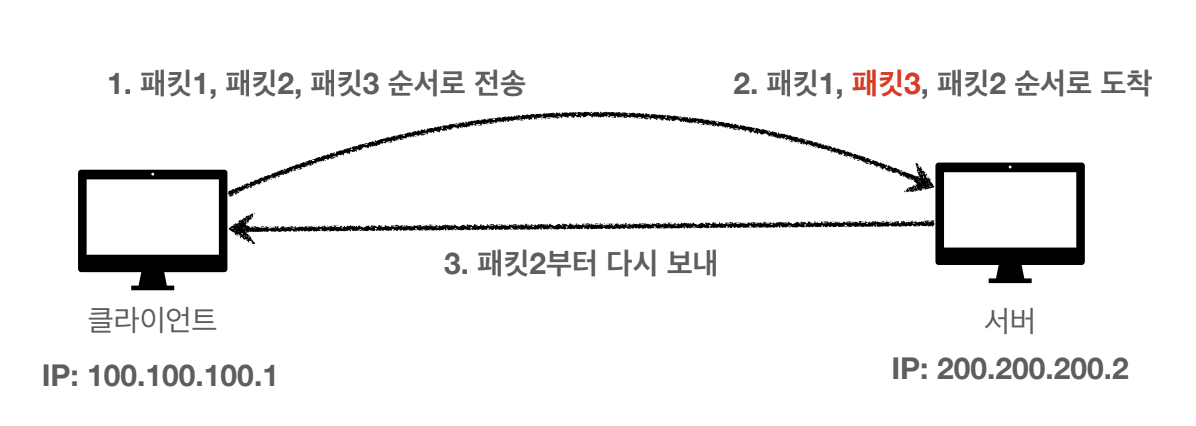 1. 패킷1, 패킷2, 패킷3 순서로 전송
2. 패킷1, 패킷3, 패킷2 순서로 도착
3. 패킷2부터 다시 보내
클라이언트
서버
IP: 100.100.100.1
IP: 200.200.200.2